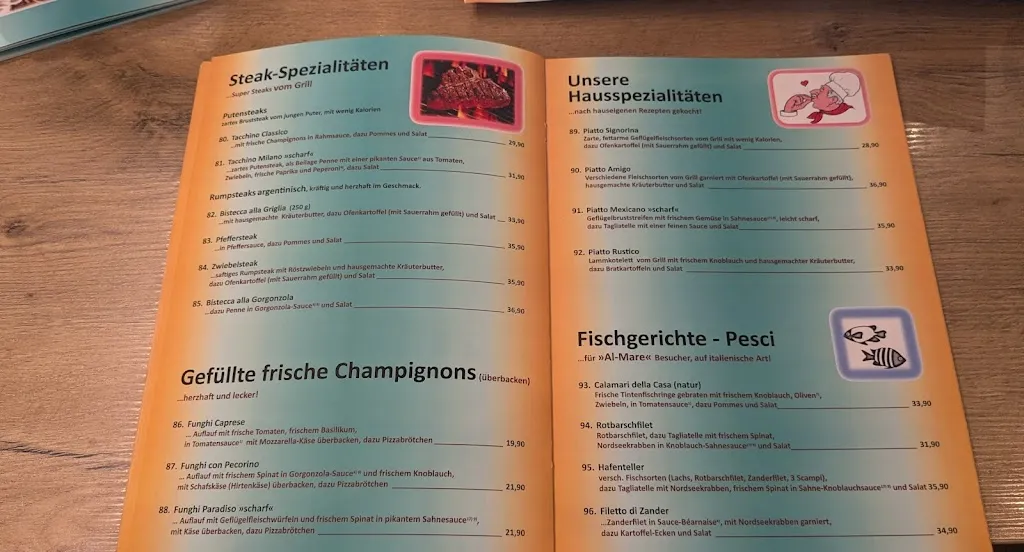 Steak-Spezialitäten
...Super Steaks vom Grill
Putensteaks
zartes Bruststeak vom jungen Puter, mit wenig Kalorien
80. Tacchino Classico
...mit frische Champignons in Rahmsauce, dazu Pommes und Salat 29,90
81. Tacchino Milano »scharf«
...zartes Putensteak, als Beilage Penne mit einer pikanten Sauce aus Tomaten,
Zwiebeln, frische Paprika und Peperoni, dazu Salat 31,90
Rumpsteaks argentinisch, kräftig und herzhaft im Geschmack.
82. Bistecca alla Griglia (250 g)
...mit hausgemachte Kräuterbutter, dazu Ofenkartoffel (mit Sauerrahm gefüllt) und Salat 33,90
83. Pfeffersteak
...in Pfeffersauce, dazu Pommes und Salat 35,90
84. Zwiebelsteak
...saftiges Rumpsteak mit Röstzwiebeln und hausgemachte Kräuterbutter,
dazu Ofenkartoffel (mit Sauerrahm gefüllt) und Salat 35,90
85. Bistecca alla Gorgonzola
...dazu Penne in Gorgonzola-Sauce und Salat 36,90
Gefüllte frische Champignons (überbacken)
...herzhaft und lecker!
86. Funghi Caprese
... Auflauf mit frische Tomaten, frischem Basilikum,
in Tomatensauce mit Mozzarella-Käse überbacken, dazu Pizzabrötchen 19,90
87. Funghi con Pecorino
... Auflauf mit frischem Spinat in Gorgonzola-Sauce und frischem Knoblauch,
mit Schafskäse (Hirtenkäse) überbacken, dazu Pizzabrötchen 21,90
88. Funghi Paradiso »scharf«
... Auflauf mit Geflügelfleischwürfeln und frischem Spinat in pikantem Sahnesauce,
mit Käse überbacken, dazu Pizzabrötchen 21,90
Unsere
Hausspezialitäten
...nach hauseigenen Rezepten gekocht!
89. Piatto Signorina
Zarte, fettarme Geflügelfleischsorten vom Grill mit wenig Kalorien,
dazu Ofenkartoffel (mit Sauerrahm gefüllt) und Salat 28,90
90. Piatto Amigo
Verschiedene Fleischsorten vom Grill garniert mit Ofenkartoffel (mit Sauerrahm gefüllt),
hausgemachte Kräuterbutter und Salat 36,90
91. Piatto Mexicano »scharf«
Geflügelbruststreifen mit frischem Gemüse in Sahnesauce, leicht scharf,
dazu Tagliatelle mit einer feinen Sauce und Salat 35,90
92. Piatto Rustico
Lammkotelett vom Grill mit frischem Knoblauch und hausgemachter Kräuterbutter,
dazu Bratkartoffeln und Salat 33,90
Fischgerichte - Pesci
...für »Al-Mare« Besucher, auf italienische Art!
93. Calamari della Casa (natur)
Frische Tintenfischringe gebraten mit frischem Knoblauch, Oliven,
Zwiebeln, in Tomatensauce, dazu Pommes und Salat 33,90
94. Rotbarschfilet
Rotbarschfilet, dazu Tagliatelle mit frischem Spinat,
Nordseekrabben in Knoblauch-Sahnesauce und Salat 31,90
95. Hafenteller
versch. Fischsorten (Lachs, Rotbarschfilet, Zanderfilet, 3 Scampi),
dazu Tagliatelle mit Nordseekrabben, frischem Spinat in Sahne-Knoblauchsauce und Salat 35,90
96. Filetto di Zander
...Zanderfilet in Sauce-Béarnaise, mit Nordseekrabben garniert,
dazu Kartoffel-Ecken und Salat 34,90